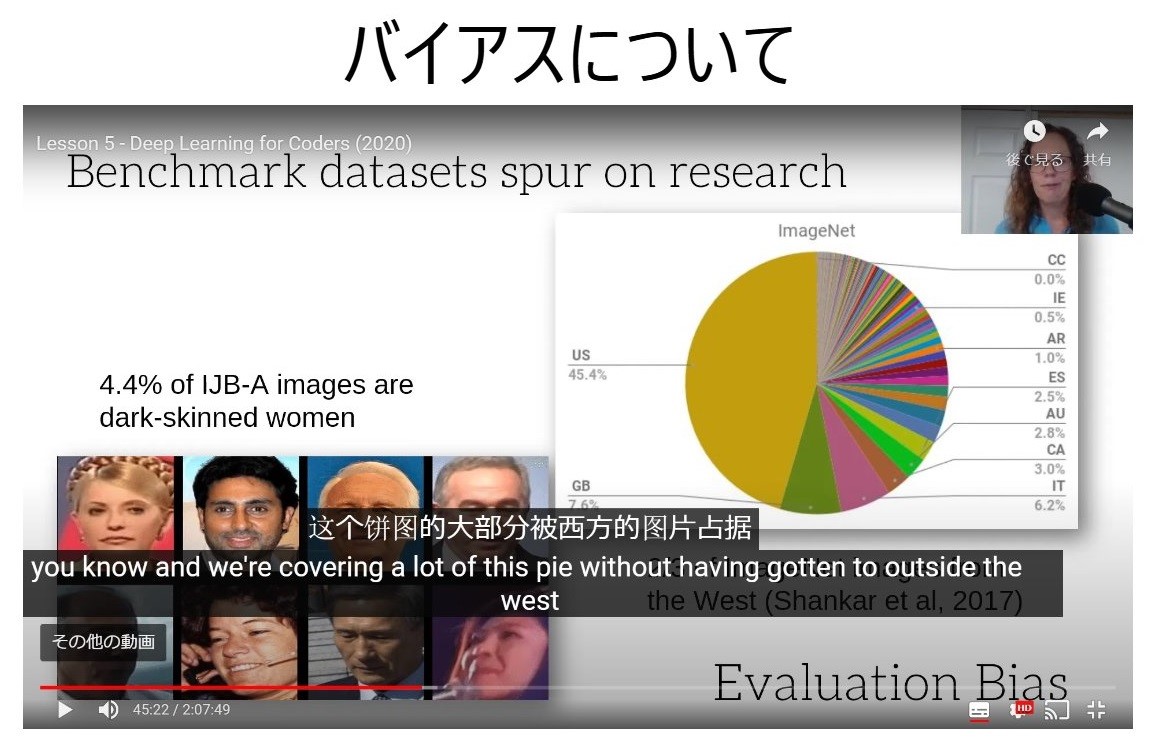 バイアスについて
Lesson 5 - Deep Learning for Coders (2020)
後で見る
共有
Benchmark datasets spur on research
ImageNet
CC
0.0%
IE
0.5%
AR
1.0%
US
45.4%
ES
2.5%
AU
2.8%
CA
3.0%
GB
7.6%
IT
6.2%
4.4% of IJB-A images are
dark-skinned women
这个饼图的大部分被西方的图片占据
you know and we're covering a lot of this pie without having gotten to outside the
west
the West (Shankar et al, 2017)
その他の動画
Evaluation Bias
45:22 / 2:07:49
HD